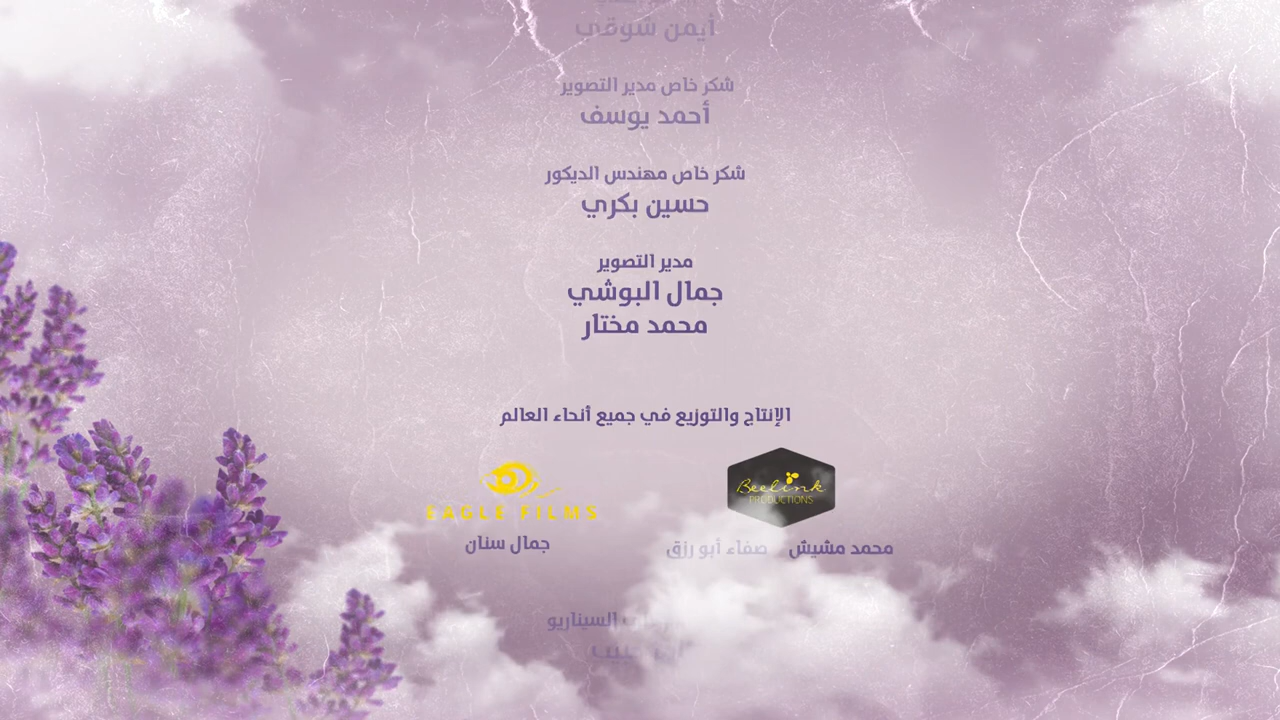 أيمن شوقي
شكر خاص مدير التصوير
أحمد يوسف
شكر خاص مهندس الديكور
حسين بكري
مدير التصوير
جمال البوشي
محمد مختار
الإنتاج والتوزيع في جميع أنحاء العالم
Beelink
PRODUCTIONS
EAGLE FILMS
محمد مشيش صفاء أبو رزق
جمال سنان
السيناريو